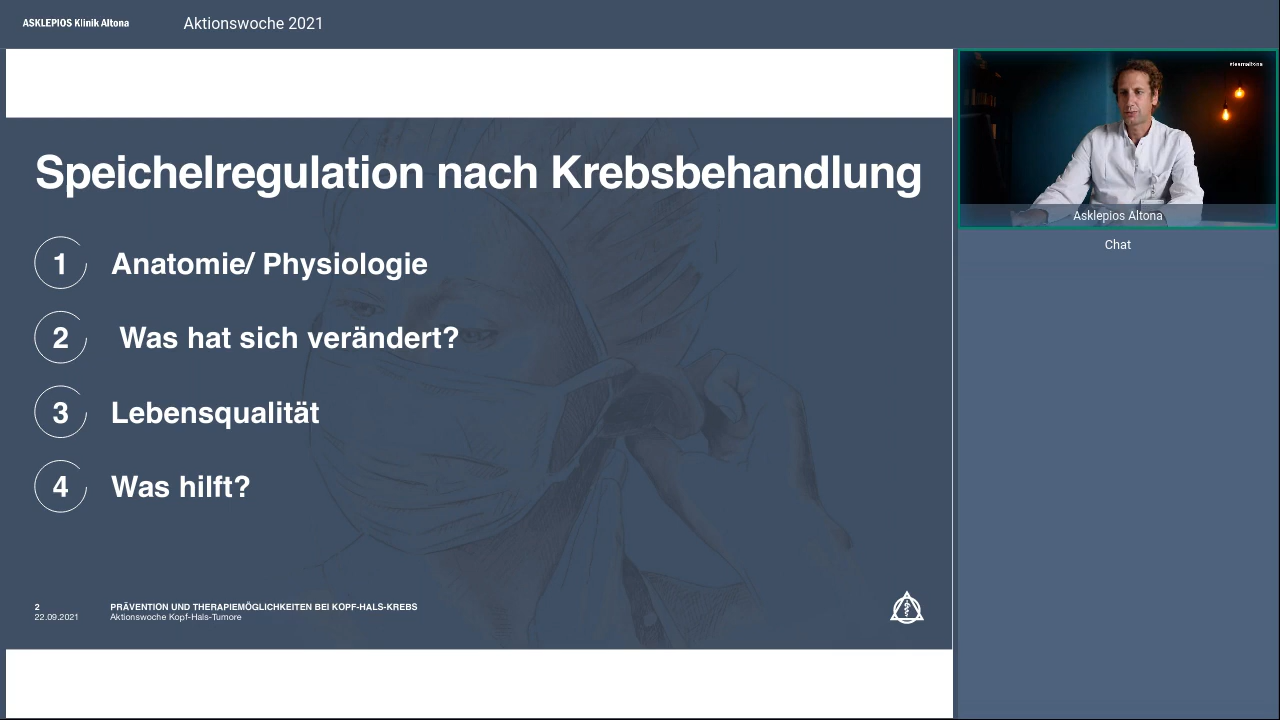 ASKLEPIOS Klinik Altona
Aktionswoche 2021
#teamaltona
Asklepios Altona
Chat
Speichelregulation nach Krebsbehandlung
1 Anatomie/ Physiologie
2 Was hat sich verändert?
3 Lebensqualität
4 Was hilft?
2 PRÄVENTION UND THERAPIEMÖGLICHKEITEN BEI KOPF-HALS-KREBS
22.09.2021 Aktionswoche Kopf-Hals-Tumore